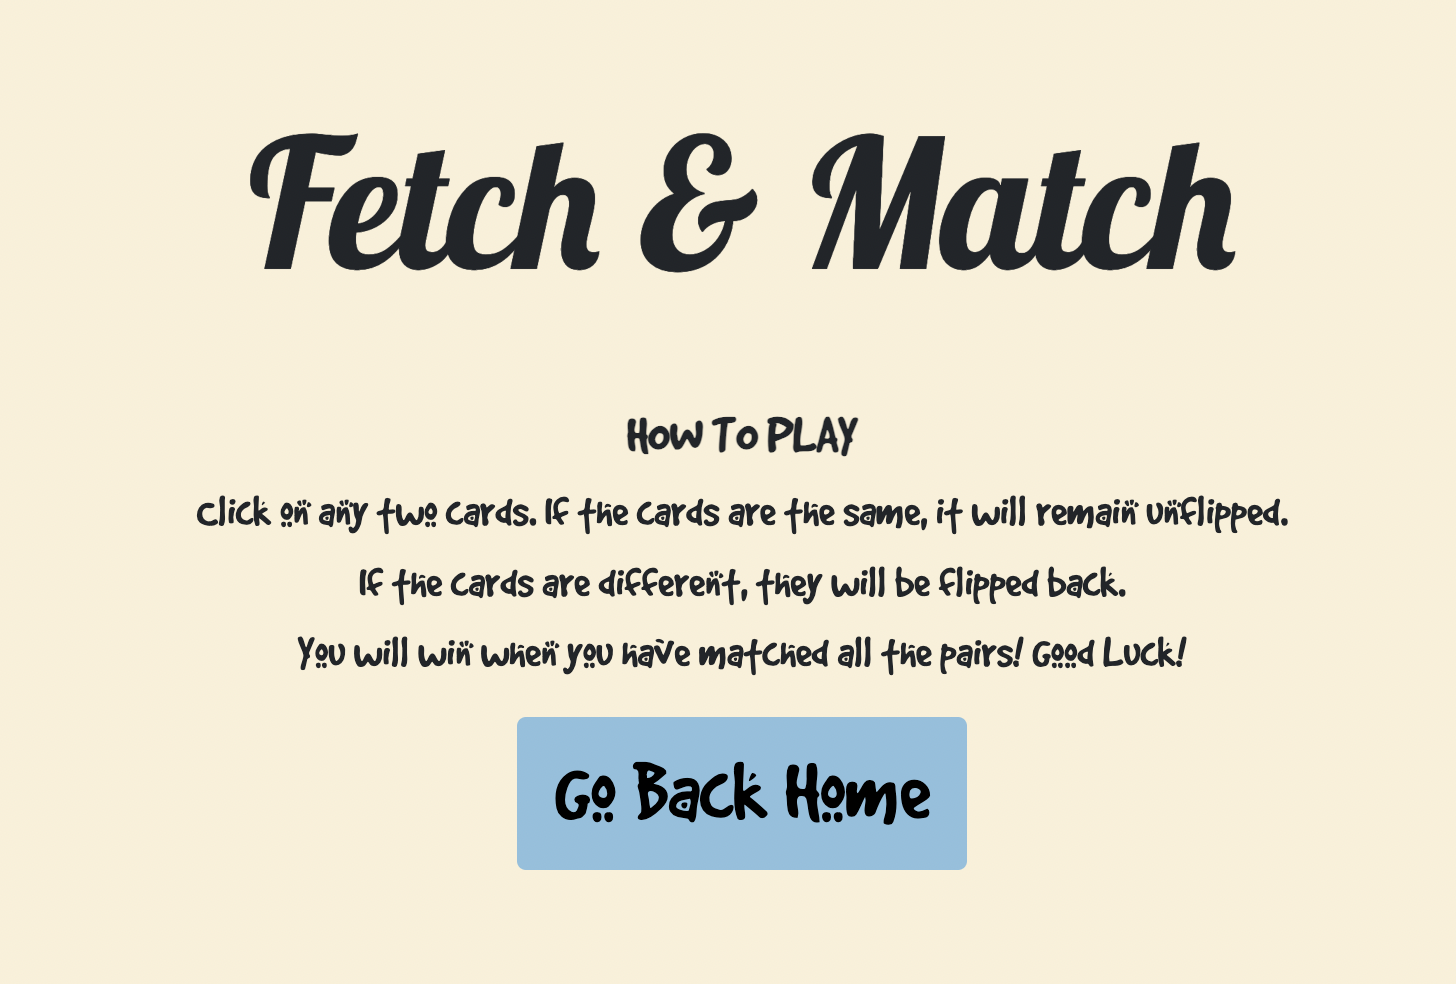 Fetch & Match
How To PLAY
Click on any two cards. If the cards are the same, it will remain unflipped.
If the cards are different, they will be flipped back.
You will win when you have matched all the pairs! Good Luck!
Go Back Home